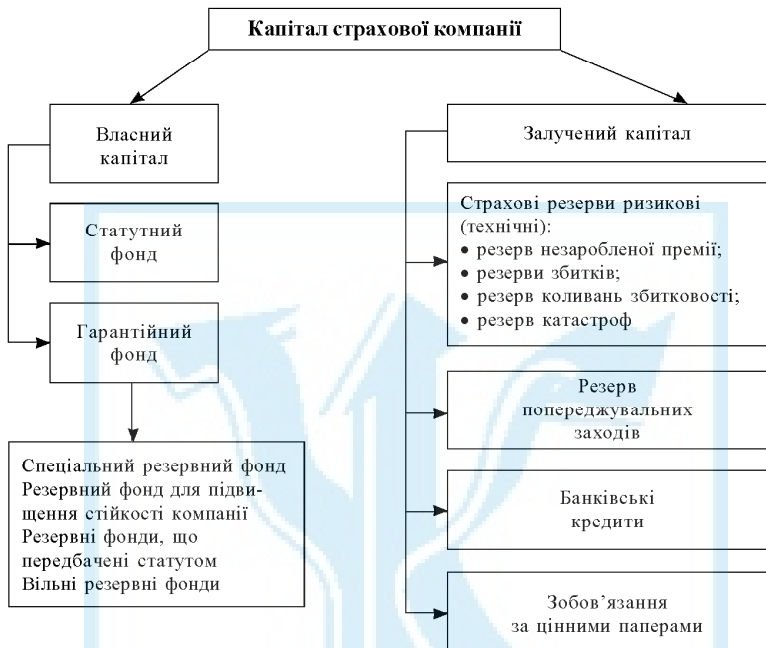 Капітал страхової компанії
Власний
капітал
Статутний
фонд
Гарантійний
фонд
Спеціальний резервний фонд
Резервний фонд для підви-
щення стійкості компанії
Резервні фонди, що
передбачені статутом
Вільні резервні фонди
Залучений капітал
Страхові резерви ризикові
(технічні):
• резерв незаробленої премії;
• резерви збитків;
• резерв коливань збитковості;
• резерв катастроф
Резерв
попереджувальних
заходів
Банківські
кредити
Зобов’язання
за цінними паперами